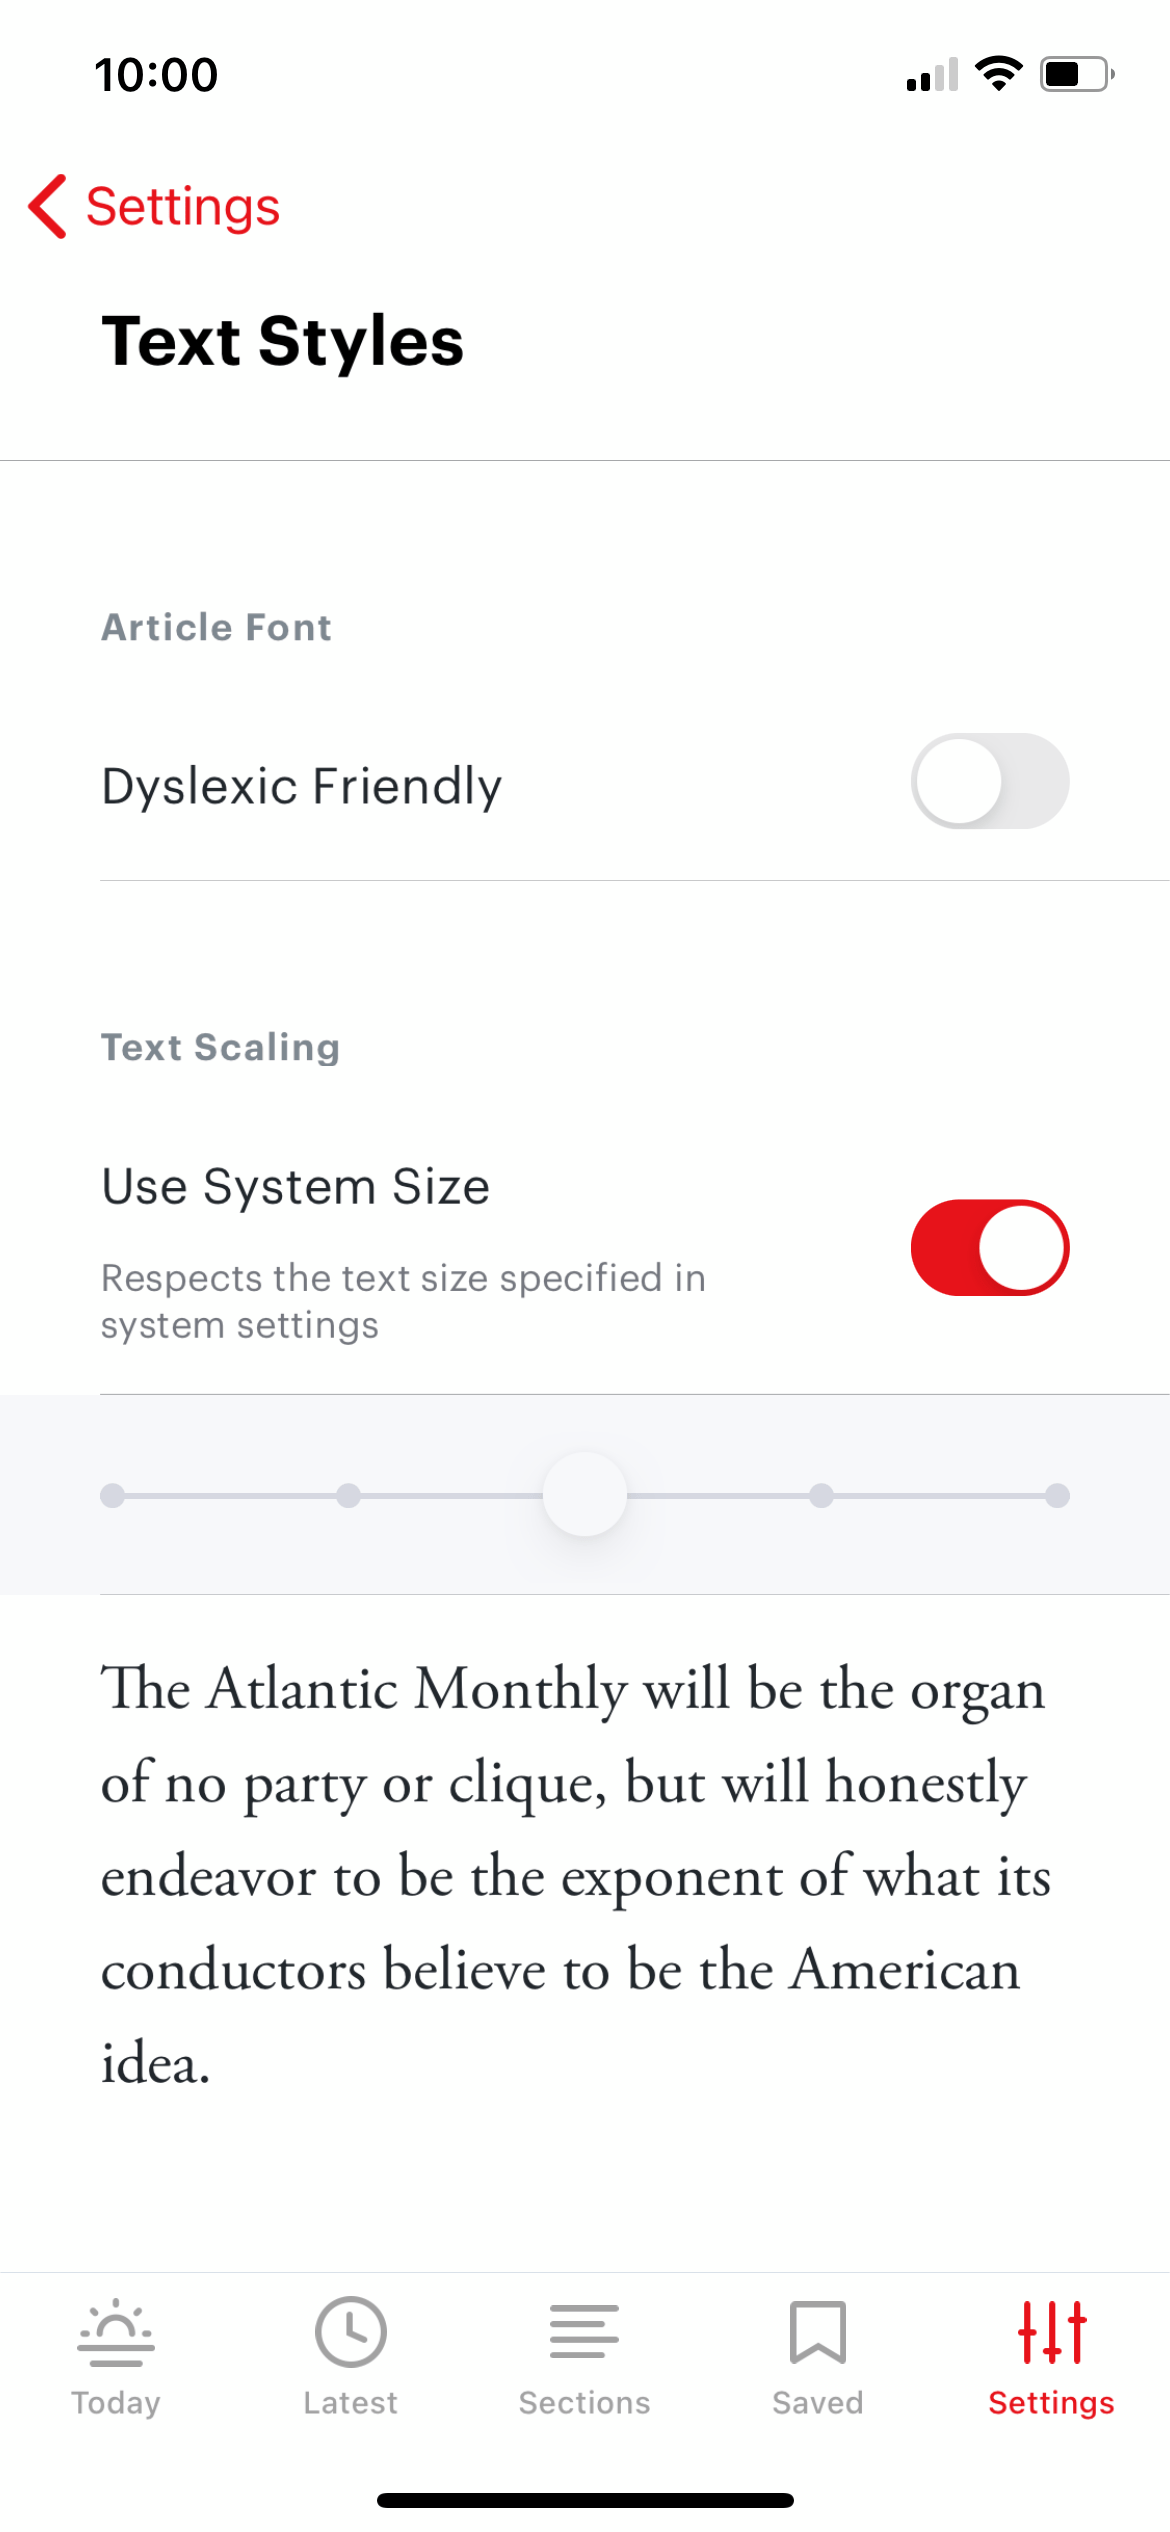 10:00
Settings
Text Styles
Article Font
Dyslexic Friendly
Text Scaling
Use System Size
Respects the text size specified in
system settings
The Atlantic Monthly will be the organ
of no party or clique, but will honestly
endeavor to be the exponent of what its
conductors believe to be the American
idea.
Today Latest Sections Saved Settings